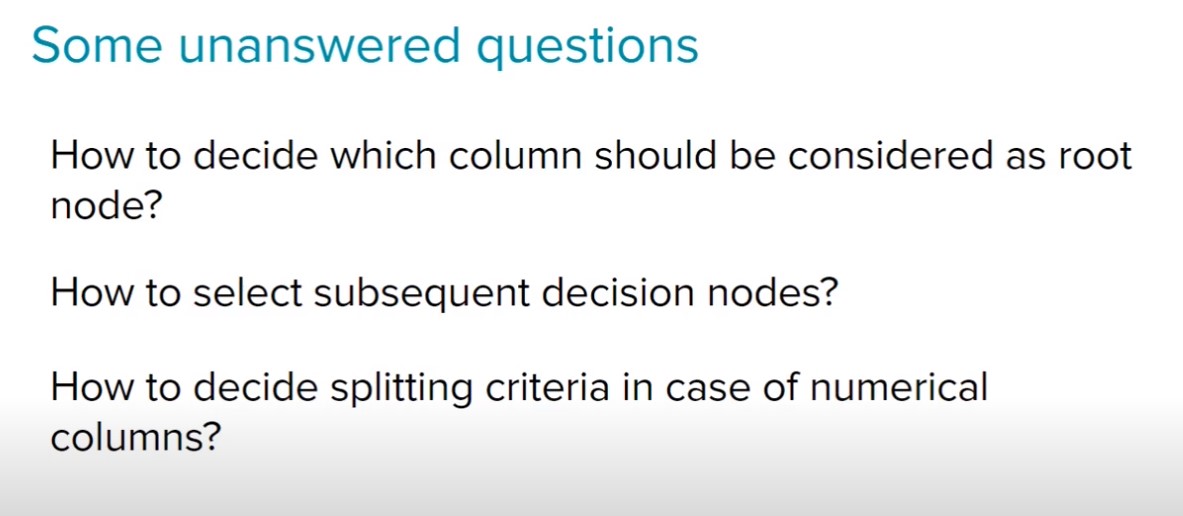 Some unanswered questions
How to decide which column should be considered as root
node?
How to select subsequent decision nodes?
How to decide splitting criteria in case of numerical
columns?